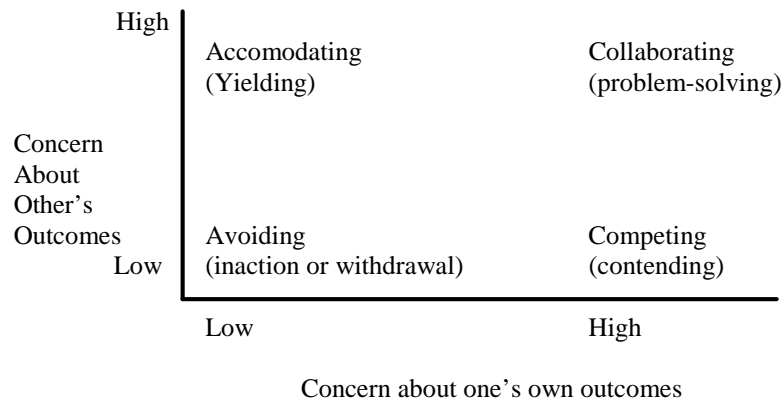 High
Accomodating Collaborating
(Yielding) (problem-solving)
Concern
About
Other’s
Outcomes Avoiding Competing
Low (inaction or withdrawal) (contending)
Low High
Concern about one’s own outcomes